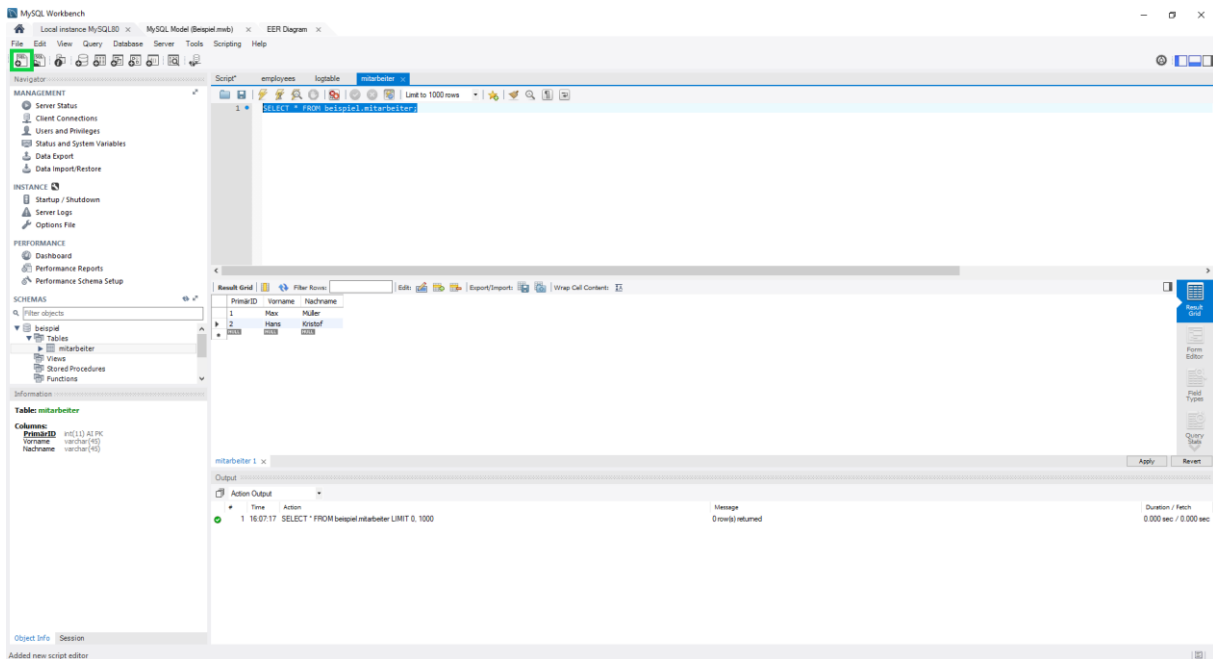 MySQL Workbench
Local instance MySQL80 × MySQL Model (Beispiel.mwb) × EER Diagram ×
File Edit View Query Database Server Tools Scripting Help
Navigator
MANAGEMENT
Server Status
Client Connections
Users and Privileges
Status and System Variables
Data Export
Data Import/Restore
INSTANCE
Startup / Shutdown
Server Logs
Options File
PERFORMANCE
Dashboard
Performance Reports
Performance Schema Setup
SCHEMAS
Filter objects
beispiel
Tables
mitarbeiter
Views
Stored Procedures
Functions
Information
Table: mitarbeiter
Columns:
PrimärID int(11) AI PK
Vorname varchar(45)
Nachname varchar(45)
Object Info Session
Added new script editor
Script* employees logtable mitarbeiter ×
Limit to 1000 rows
1 SELECT * FROM beispiel.mitarbeiter;
Result Grid Filter Rows: Edit: Export/Import: Wrap Cell Content:
PrimärID Vorname Nachname
1 Max Müller
2 Hans Kristof
NULL NULL NULL
Result Grid
Form Editor
Field Types
Query Stats
mitarbeiter 1 × Apply Revert
Output
Action Output
# Time Action Message Duration / Fetch
1 16:07:17 SELECT * FROM beispiel.mitarbeiter LIMIT 0, 1000 0 row(s) returned 0.000 sec / 0.000 sec